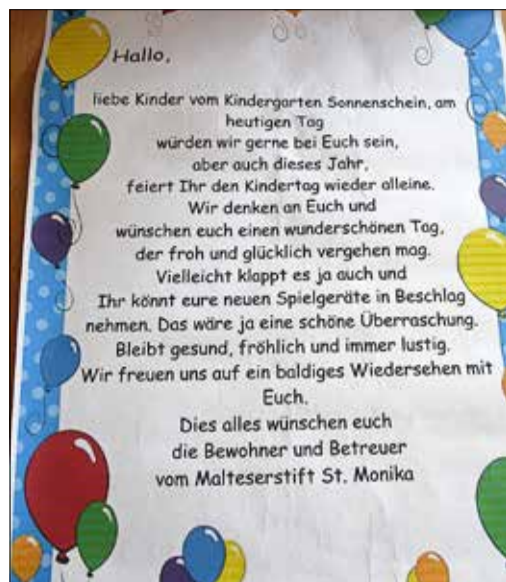 Hallo,
liebe Kinder vom Kindergarten Sonnenschein, am
heutigen Tag
würden wir gerne bei Euch sein,
aber auch dieses Jahr,
feiert Ihr den Kindertag wieder alleine.
Wir denken an Euch und
wünschen euch einen wunderschönen Tag,
der froh und glücklich vergehen mag.
Vielleicht klappt es ja auch und
Ihr könnt eure neuen Spielgeräte in Beschlag
nehmen. Das wäre ja eine schöne Überraschung.
Bleibt gesund, fröhlich und immer lustig.
Wir freuen uns auf ein baldiges Wiedersehen mit
Euch.
Dies alles wünschen euch
die Bewohner und Betreuer
vom Malteserstift St. Monika